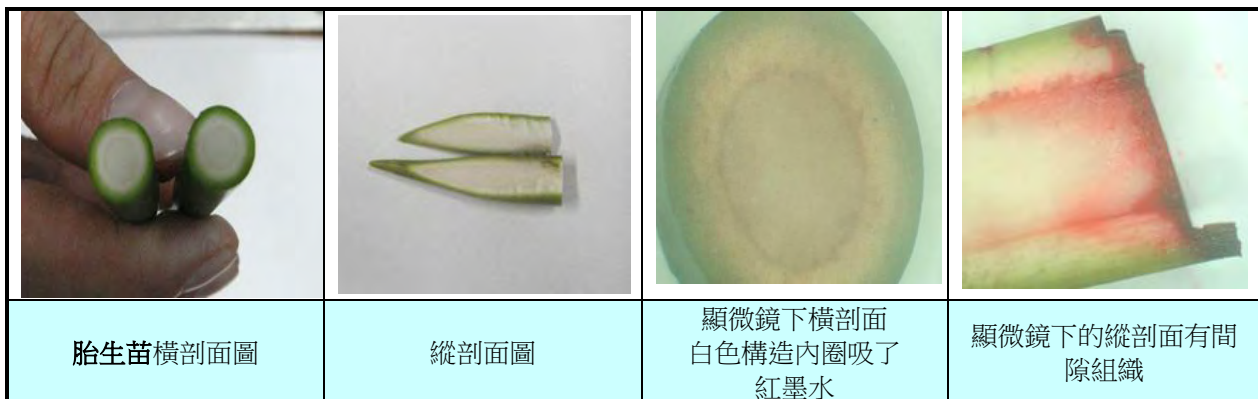 胎生苗橫剖面圖
縱剖面圖
顯微鏡下橫剖面
白色構造內圈吸了
紅墨水
顯微鏡下的縱剖面有間
隙組織